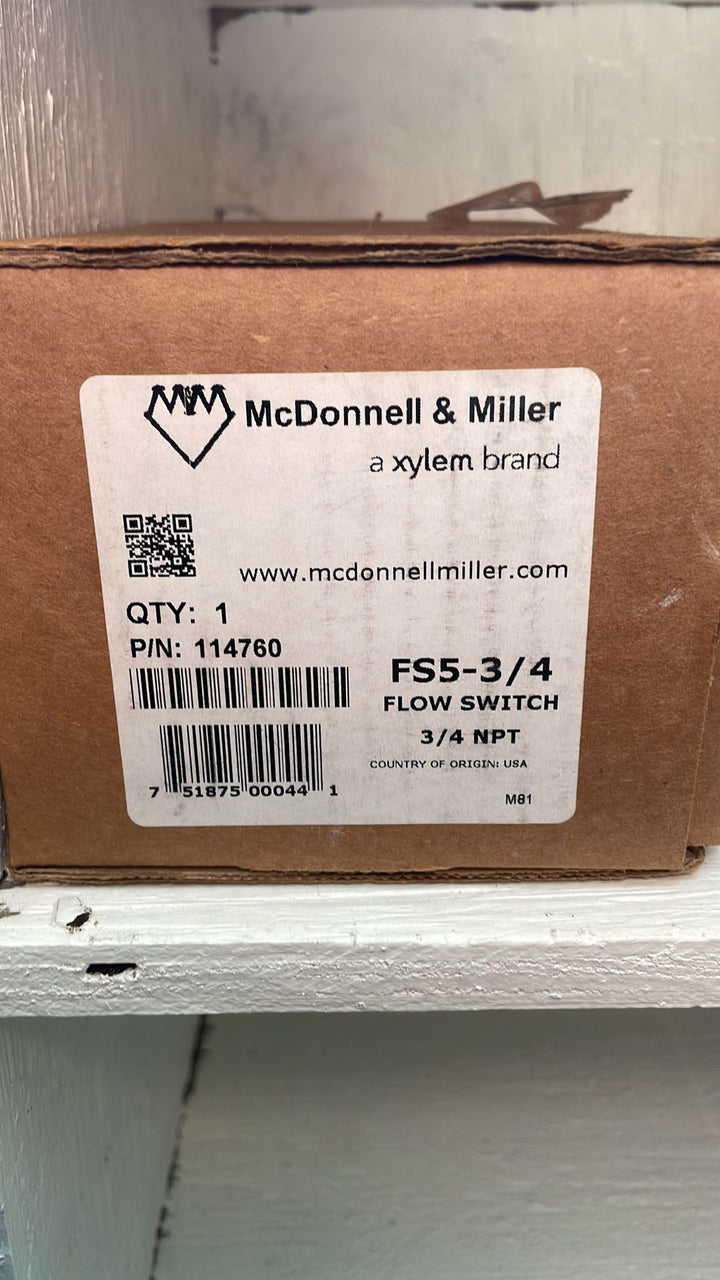 McDonnell & Miller
a xylem brand
www.mcdonnellmiller.com
QTY: 1
P/N: 114760
FS5-3/4
FLOW SWITCH
3/4 NPT
COUNTRY OF ORIGIN: USA
7 51875 00044 1
M81